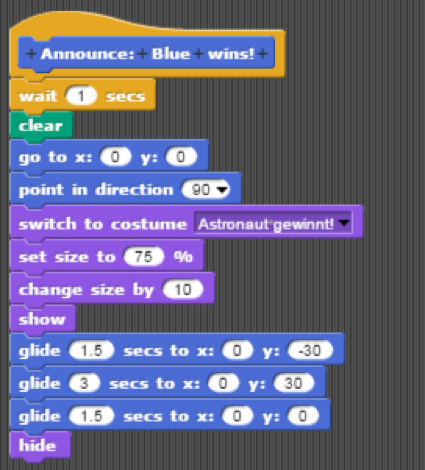 + Announce: + Blue + wins! +
wait 1 secs
clear
go to x: 0 y: 0
point in direction 90
switch to costume Astronaut gewinnt!
set size to 75 %
change size by 10
show
glide 1.5 secs to x: 0 y: -30
glide 3 secs to x: 0 y: 30
glide 1.5 secs to x: 0 y: 0
hide